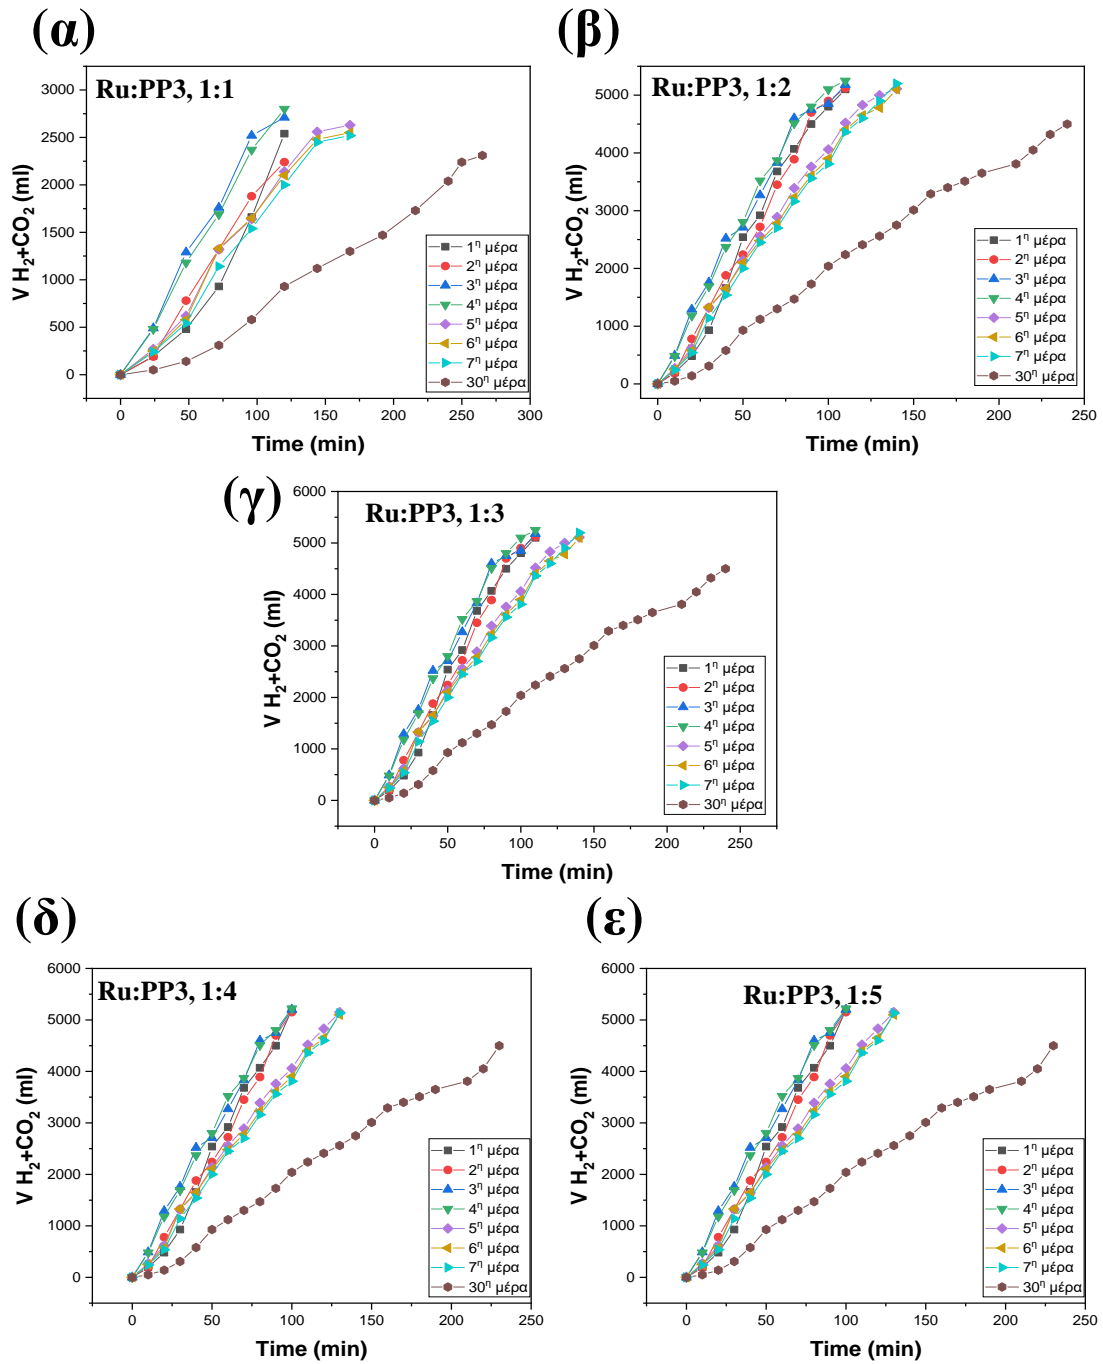 (α)
Ru:PP3, 1:1
V H₂+CO₂ (ml)
3000
2500
2000
1500
1000
500
0
1η μέρα
2η μέρα
3η μέρα
4η μέρα
5η μέρα
6η μέρα
7η μέρα
30η μέρα
0 50 100 150 200 250 300
Time (min)
(β)
Ru:PP3, 1:2
V H₂+CO₂ (ml)
5000
4000
3000
2000
1000
0
1η μέρα
2η μέρα
3η μέρα
4η μέρα
5η μέρα
6η μέρα
7η μέρα
30η μέρα
0 50 100 150 200 250
Time (min)
(γ)
Ru:PP3, 1:3
V H₂+CO₂ (ml)
6000
5000
4000
3000
2000
1000
0
1η μέρα
2η μέρα
3η μέρα
4η μέρα
5η μέρα
6η μέρα
7η μέρα
30η μέρα
0 50 100 150 200 250
Time (min)
(δ)
Ru:PP3, 1:4
V H₂+CO₂ (ml)
6000
5000
4000
3000
2000
1000
0
1η μέρα
2η μέρα
3η μέρα
4η μέρα
5η μέρα
6η μέρα
7η μέρα
30η μέρα
0 50 100 150 200 250
Time (min)
(ε)
Ru:PP3, 1:5
V H₂+CO₂ (ml)
6000
5000
4000
3000
2000
1000
0
1η μέρα
2η μέρα
3η μέρα
4η μέρα
5η μέρα
6η μέρα
7η μέρα
30η μέρα
0 50 100 150 200 250
Time (min)